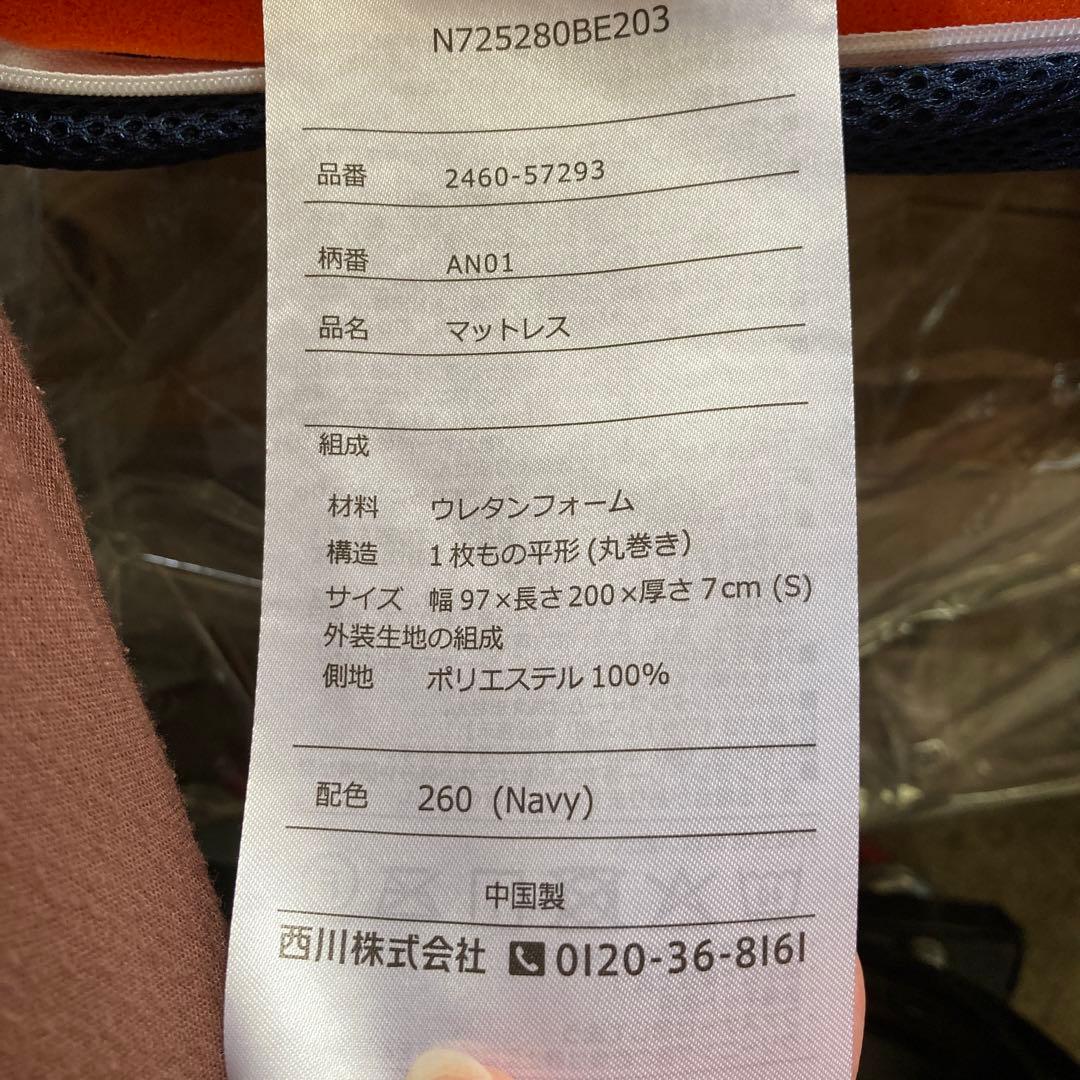 N725280BE203
品番 2460-57293
柄番 AN01
品名 マットレス
組成
材料 ウレタンフォーム
構造 1枚もの平形(丸巻き)
サイズ 幅97×長さ200×厚さ7cm (S)
外装生地の組成
側地 ポリエステル100%
配色 260 (Navy)
中国製
西川株式会社 0120-36-8161